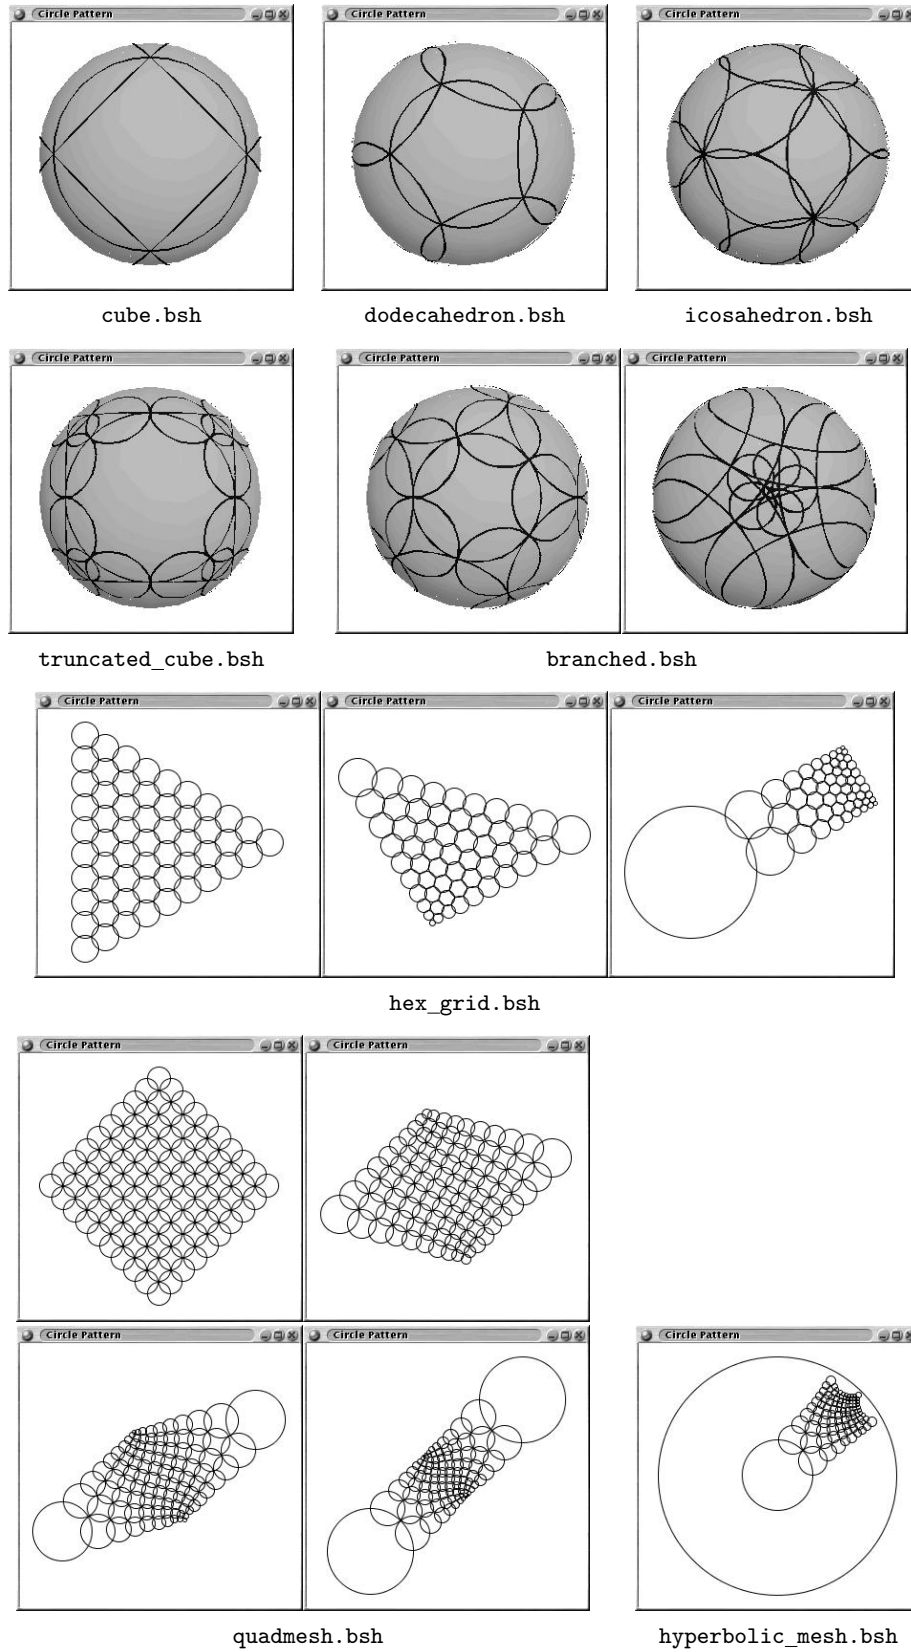 Circle Pattern
Circle Pattern
Circle Pattern
cube.bsh
dodecahedron.bsh
icosahedron.bsh
Circle Pattern
Circle Pattern
Circle Pattern
truncated_cube.bsh
branched.bsh
Circle Pattern
Circle Pattern
Circle Pattern
hex_grid.bsh
Circle Pattern
Circle Pattern
Circle Pattern
Circle Pattern
Circle Pattern
quadmesh.bsh
hyperbolic_mesh.bsh